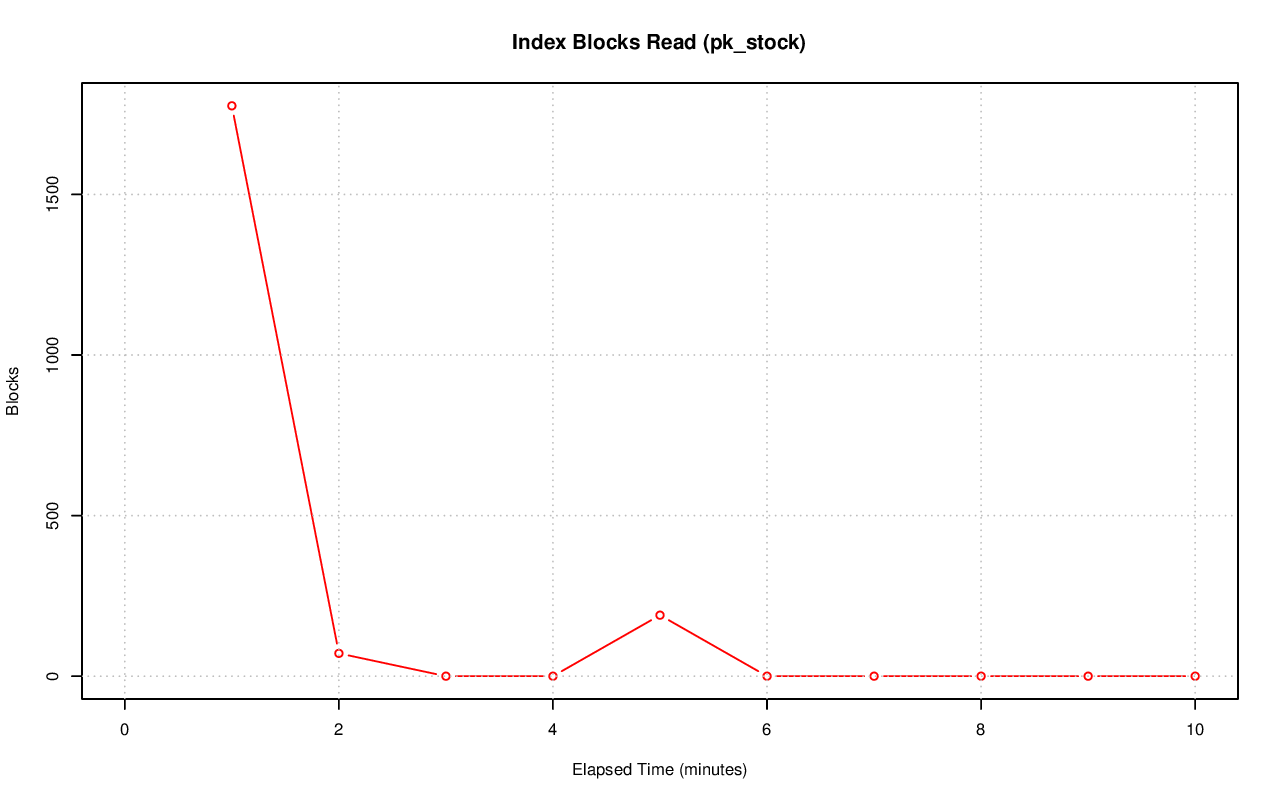 Index Blocks Read (pk_stock)
1500
1000
500
0
Blocks
0 2 4 6 8 10
Elapsed Time (minutes)